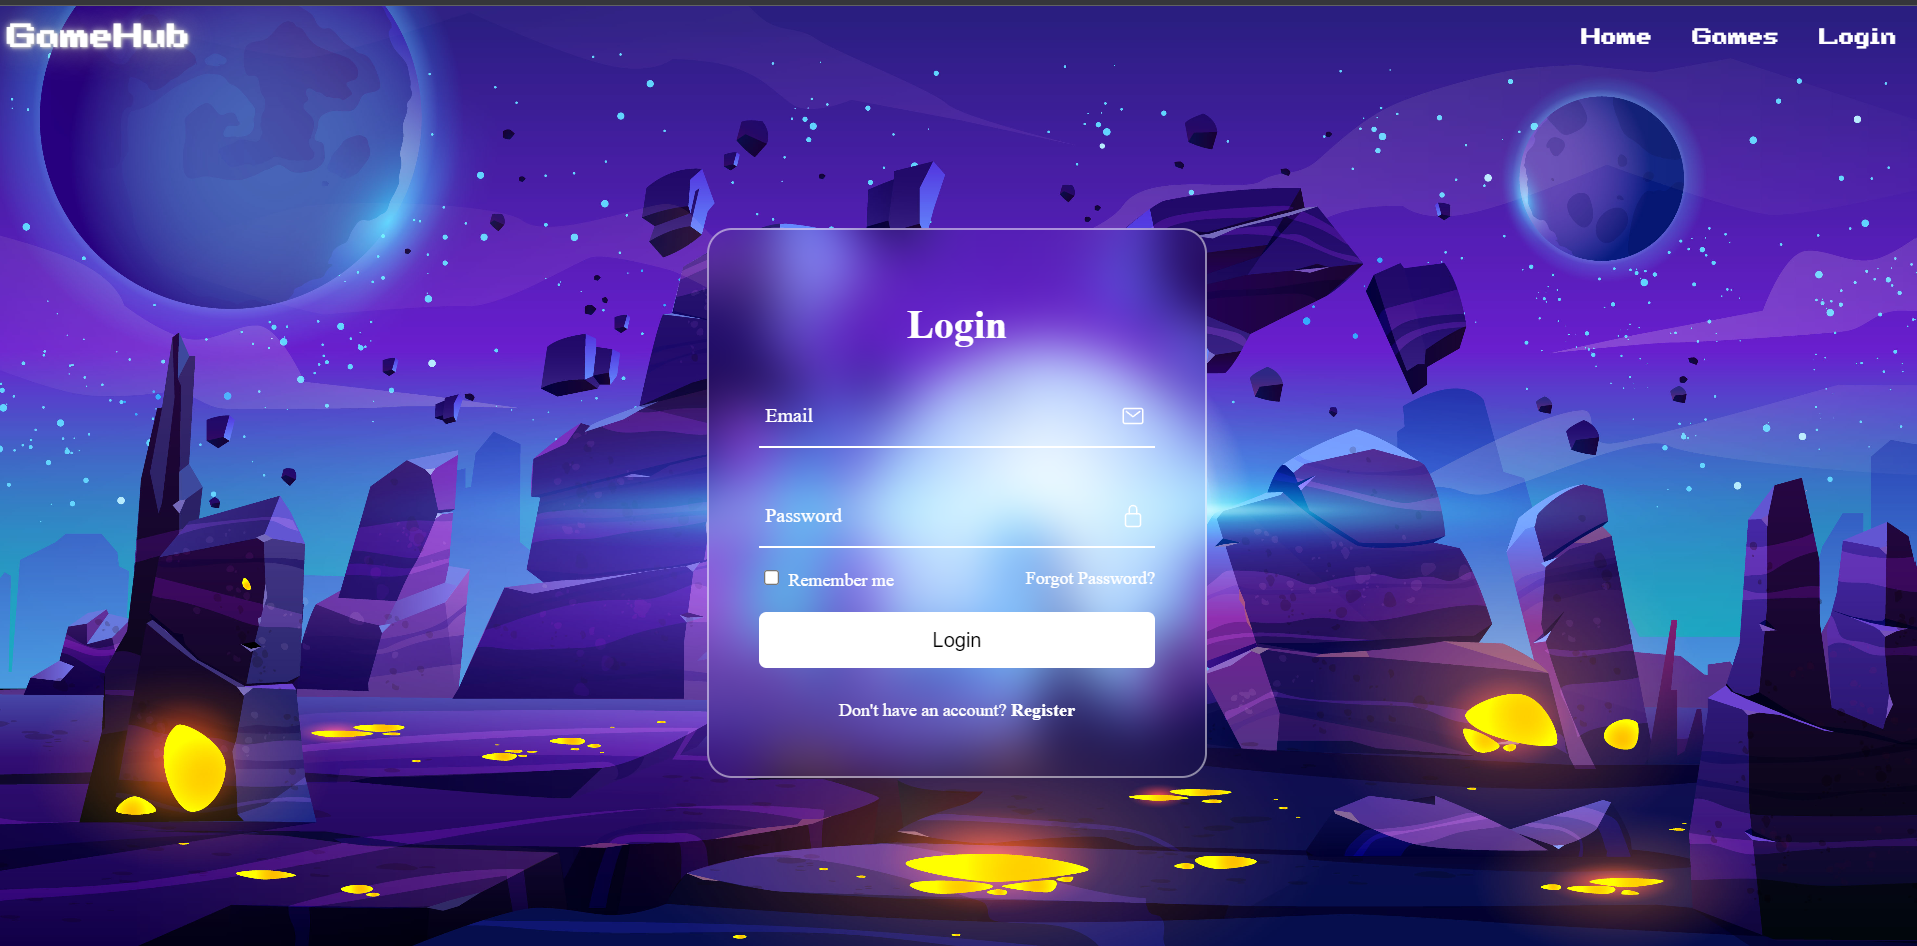 GameHub
Home Games Login
Login
Email
Password
Remember me Forgot Password?
Login
Don't have an account? Register